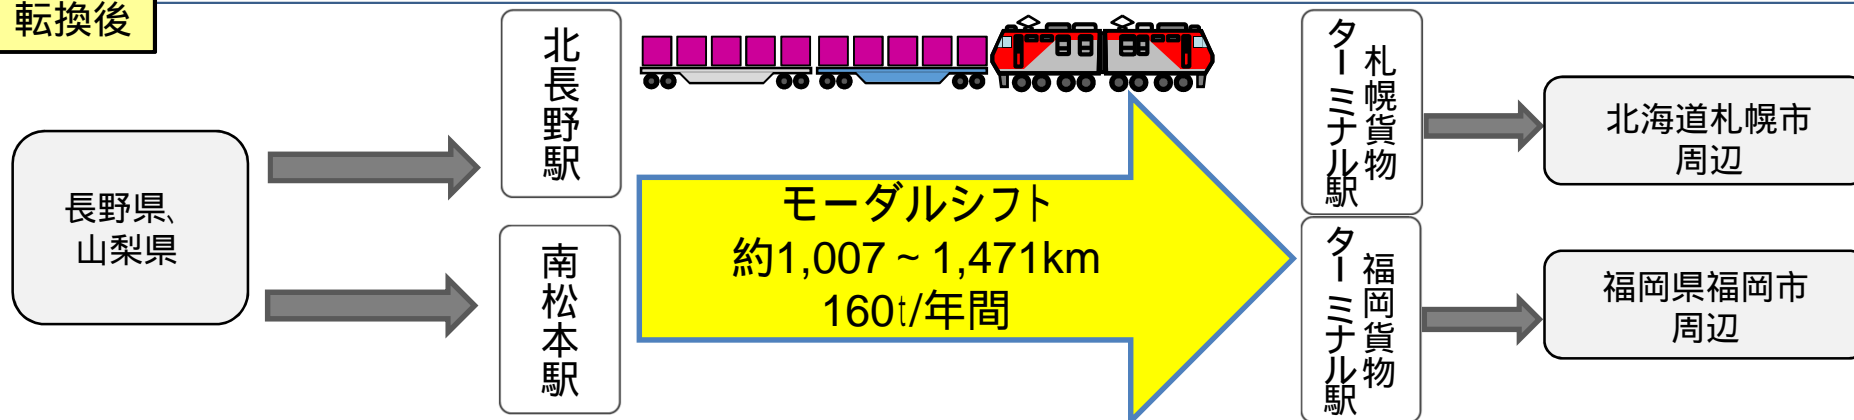 転換後
長野県、
山梨県
北長野駅
南松本駅
モーダルシフト
約1,007～1,471km
160t/年間
札幌貨物
ターミナル駅
福岡貨物
ターミナル駅
北海道札幌市
周辺
福岡県福岡市
周辺